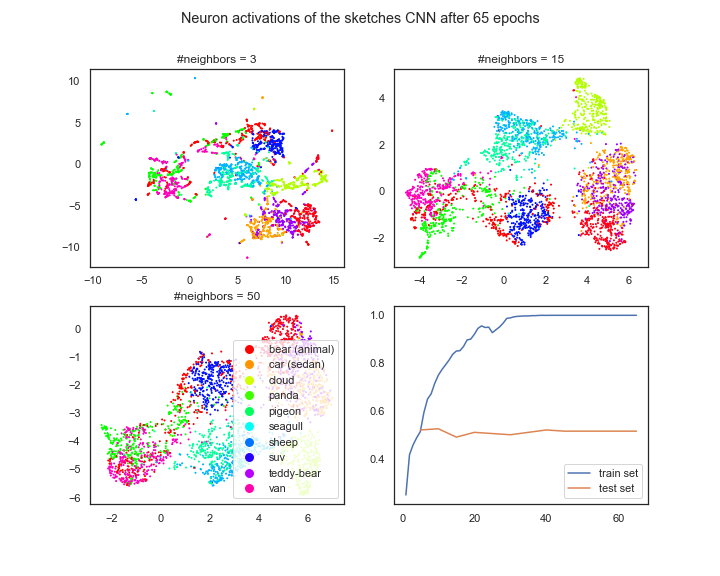 Neuron activations of the sketches CNN after 65 epochs
#neighbors = 3
10
5
0
−5
−10
−10
−5
0
5
10
15
#neighbors = 15
4
2
0
−2
−4
−2
0
2
4
6
#neighbors = 50
0
−1
−2
−3
−4
−5
−6
−2
0
2
4
6
bear (animal)
car (sedan)
cloud
panda
pigeon
seagull
sheep
suv
teddy-bear
van
1.0
0.8
0.6
0.4
0
20
40
60
train set
test set